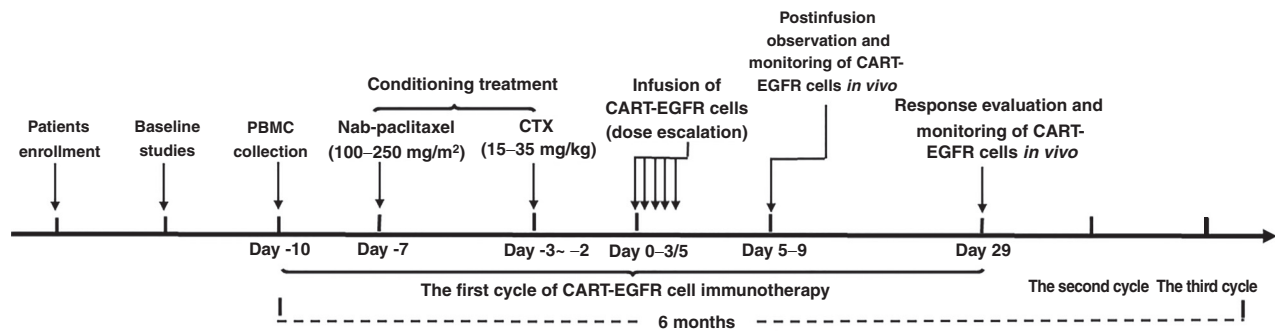 Patients
enrollment
Baseline
studies
PBMC
collection
Conditioning treatment
Nab-paclitaxel
(100–250 mg/m²)
CTX
(15–35 mg/kg)
Infusion of
CART-EGFR cells
(dose escalation)
Postinfusion
observation and
monitoring of CART-
EGFR cells in vivo
Response evaluation and
monitoring of CART-
EGFR cells in vivo
Day -10
Day -7
Day -3~ –2
Day 0–3/5
Day 5–9
Day 29
The first cycle of CART-EGFR cell immunotherapy
The second cycle
The third cycle
6 months